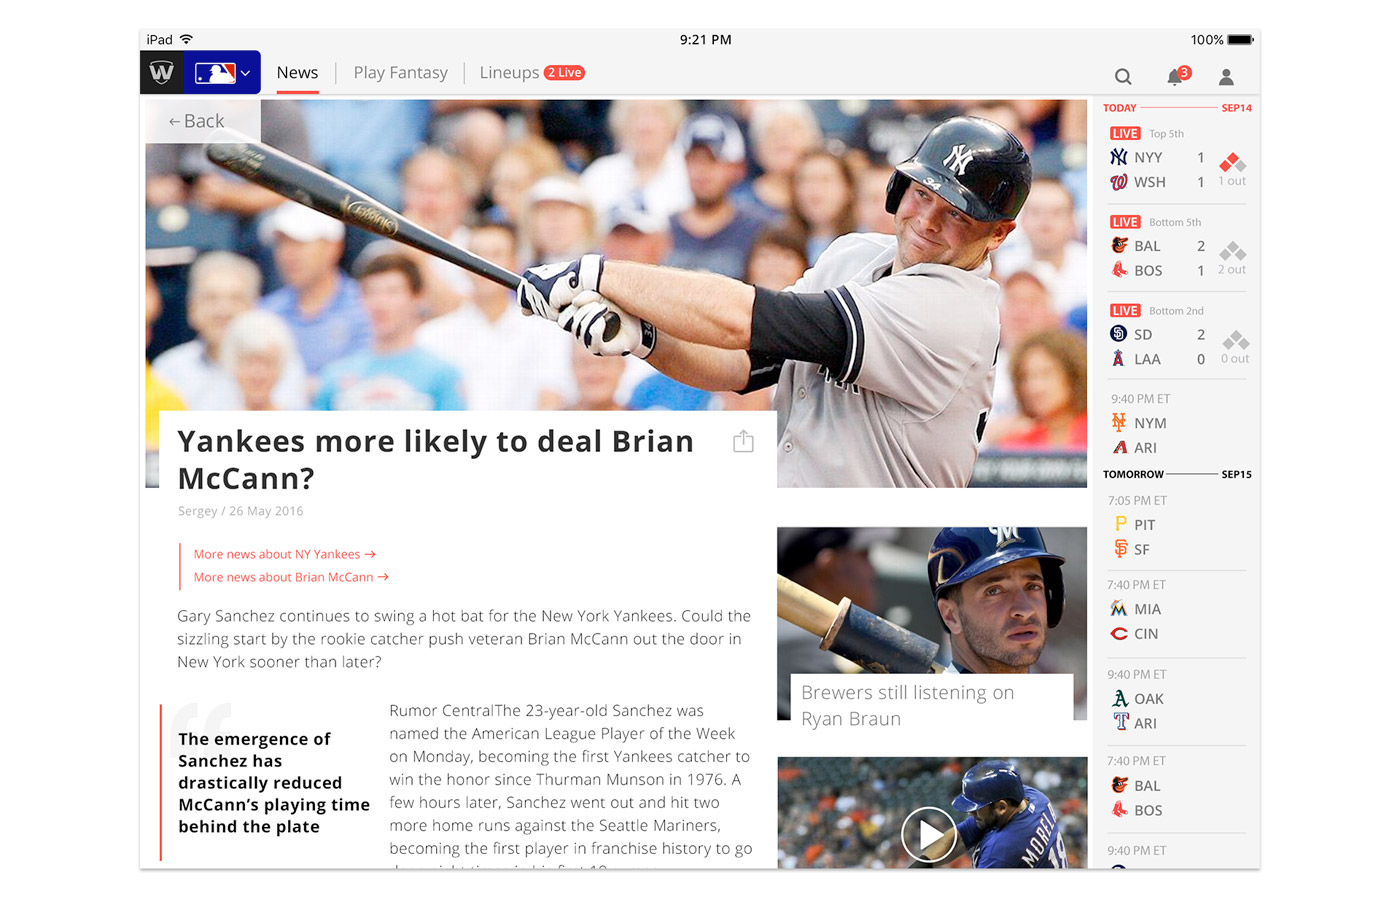 iPad
9:21 PM
100%
W
News
Play Fantasy
Lineups 2 Live
3
← Back
NY
34
Yankees more likely to deal Brian
McCann?
Sergey / 26 May 2016
More news about NY Yankees →
More news about Brian McCann →
Gary Sanchez continues to swing a hot bat for the New York Yankees. Could the
sizzling start by the rookie catcher push veteran Brian McCann out the door in
New York sooner than later?
“
The emergence of
Sanchez has
drastically reduced
McCann’s playing time
behind the plate
Rumor CentralThe 23-year-old Sanchez was
named the American League Player of the Week
on Monday, becoming the first Yankees catcher to
win the honor since Thurman Munson in 1976. A
few hours later, Sanchez went out and hit two
more home runs against the Seattle Mariners,
becoming the first player in franchise history to go
M
Brewers still listening on
Ryan Braun
TODAY SEP14
LIVE Top 5th
NYY 1
WSH 1
1 out
LIVE Bottom 5th
BAL 2
BOS 1
2 out
LIVE Bottom 2nd
SD 2
LAA 0
0 out
9:40 PM ET
NYM
ARI
TOMORROW SEP15
7:05 PM ET
PIT
SF
7:40 PM ET
MIA
CIN
9:40 PM ET
OAK
ARI
7:40 PM ET
BAL
BOS
9:40 PM ET